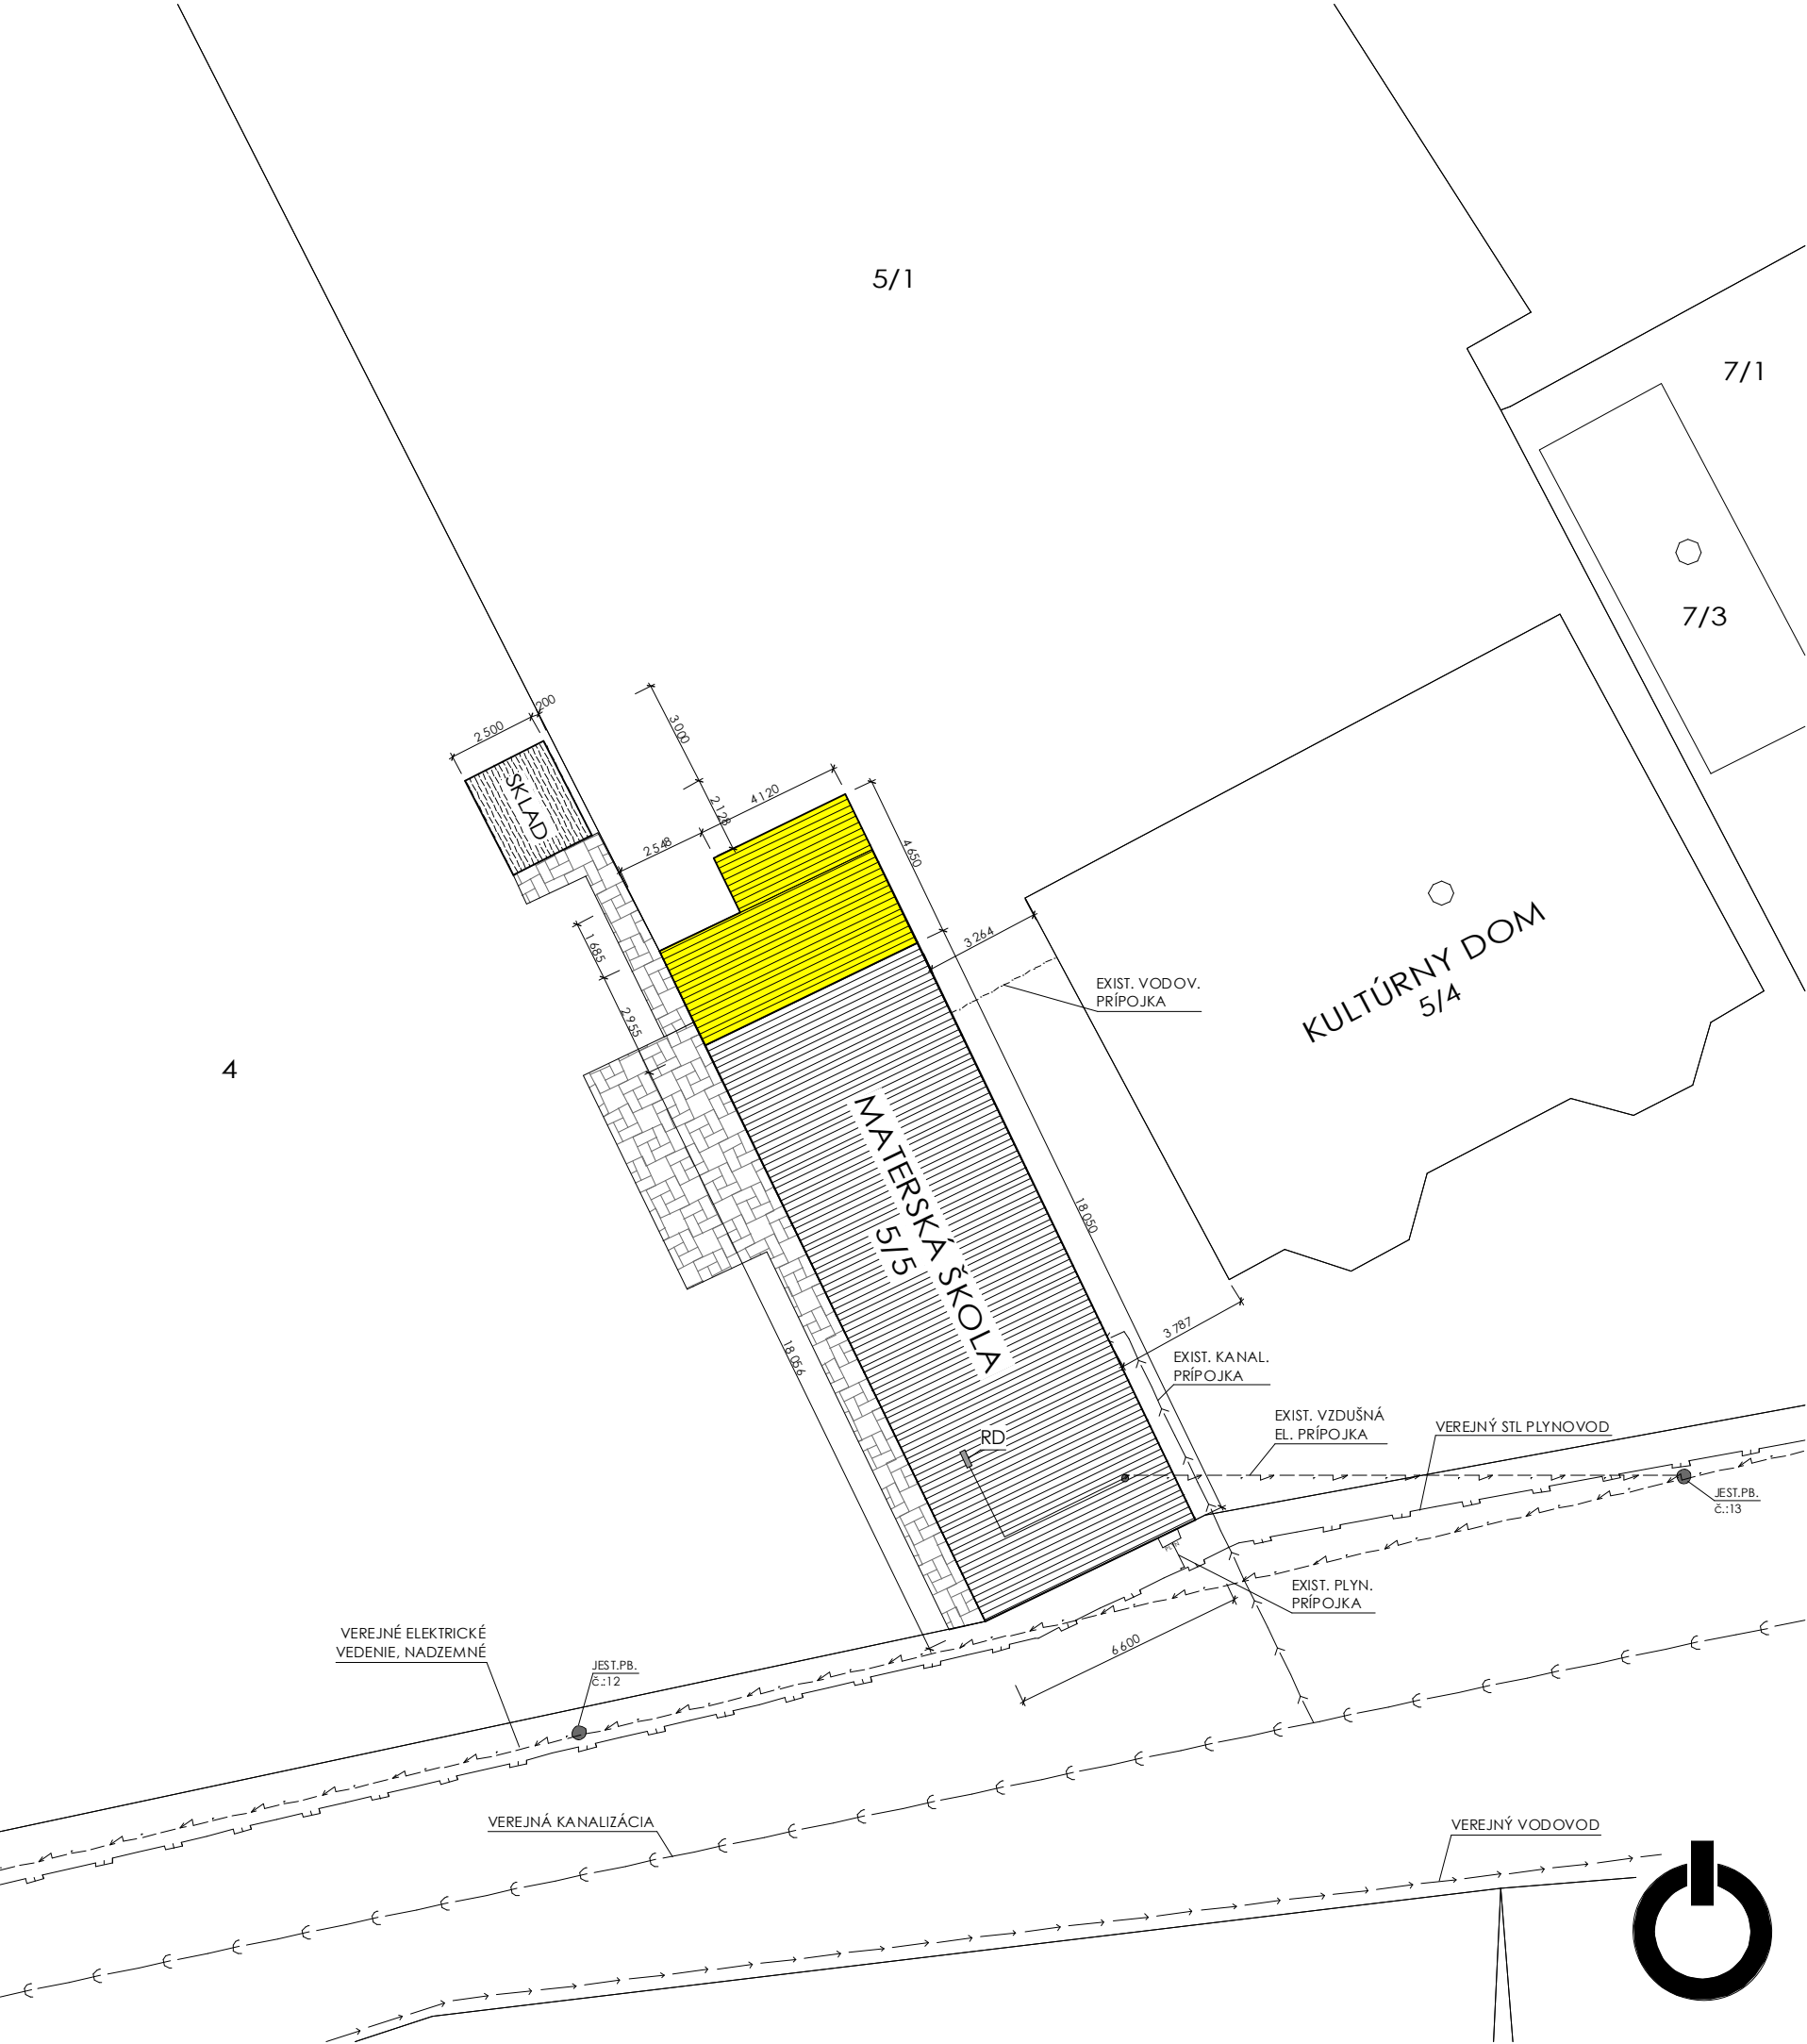 5/1
7/1
7/3
200
2 500
SKLAD
3 000
2 128
4 120
2 548
4 650
3 264
1 685
2 955
EXIST. VODOV.
PRÍPOJKA
KULTÚRNY DOM
5/4
4
MATERSKÁ ŠKOLA
5/5
18 050
18 056
3 787
EXIST. KANAL.
PRÍPOJKA
EXIST. VZDUŠNÁ
EL. PRÍPOJKA
VEREJNÝ STL PLYNOVOD
RD
JEST.PB.
č.:13
EXIST. PLYN.
PRÍPOJKA
6 600
VEREJNÉ ELEKTRICKÉ
VEDENIE, NADZEMNÉ
JEST.PB.
č.:12
VEREJNÁ KANALIZÁCIA
VEREJNÝ VODOVOD